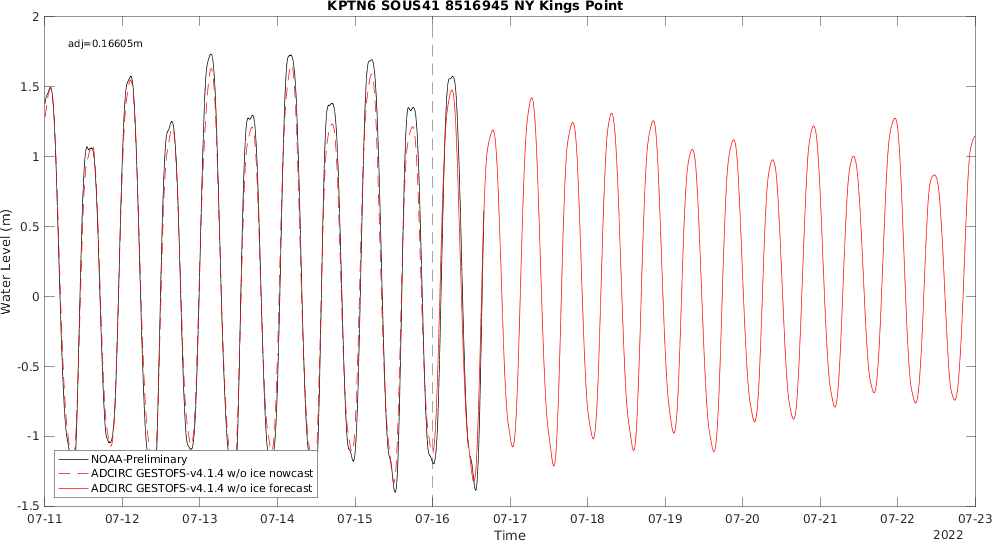 KPTN6 SOUS41 8516945 NY Kings Point
adj=0.16605m
2
1.5
1
0.5
0
-0.5
-1
-1.5
Water Level (m)
NOAA-Preliminary
ADCIRC GESTOFS-v4.1.4 w/o ice nowcast
ADCIRC GESTOFS-v4.1.4 w/o ice forecast
07-11 07-12 07-13 07-14 07-15 07-16 07-17 07-18 07-19 07-20 07-21 07-22 07-23
Time
2022